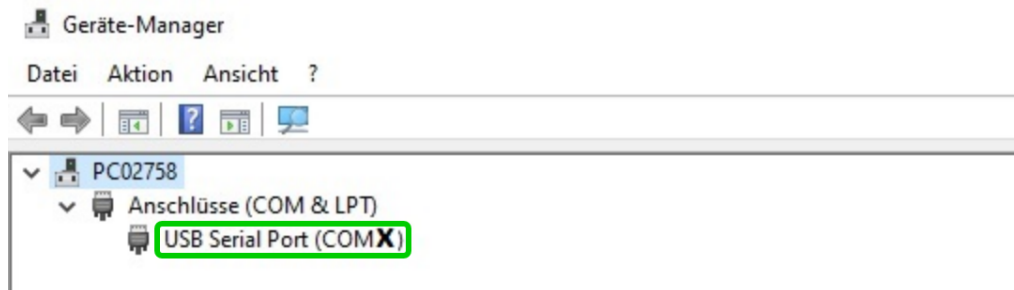 Geräte-Manager
Datei Aktion Ansicht ?
PC02758
Anschlüsse (COM & LPT)
USB Serial Port (COMX)